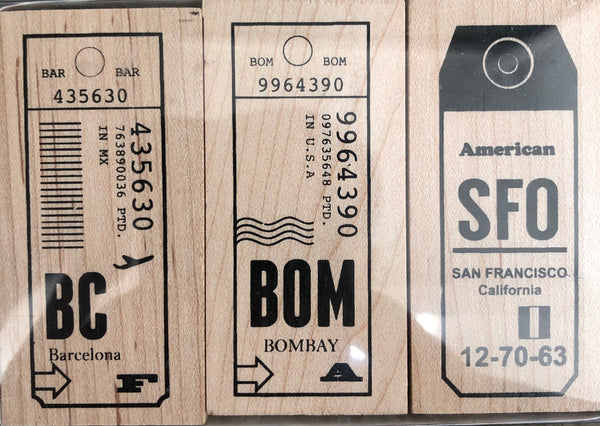 BAR BAR
435630
435630
763890036 PTD.
IN MX
BC
Barcelona
F
BOM BOM
9964390
9964390
097635648 PTD.
IN U.S.A
BOM
BOMBAY
A
American
SFO
SAN FRANCISCO
California
12-70-63